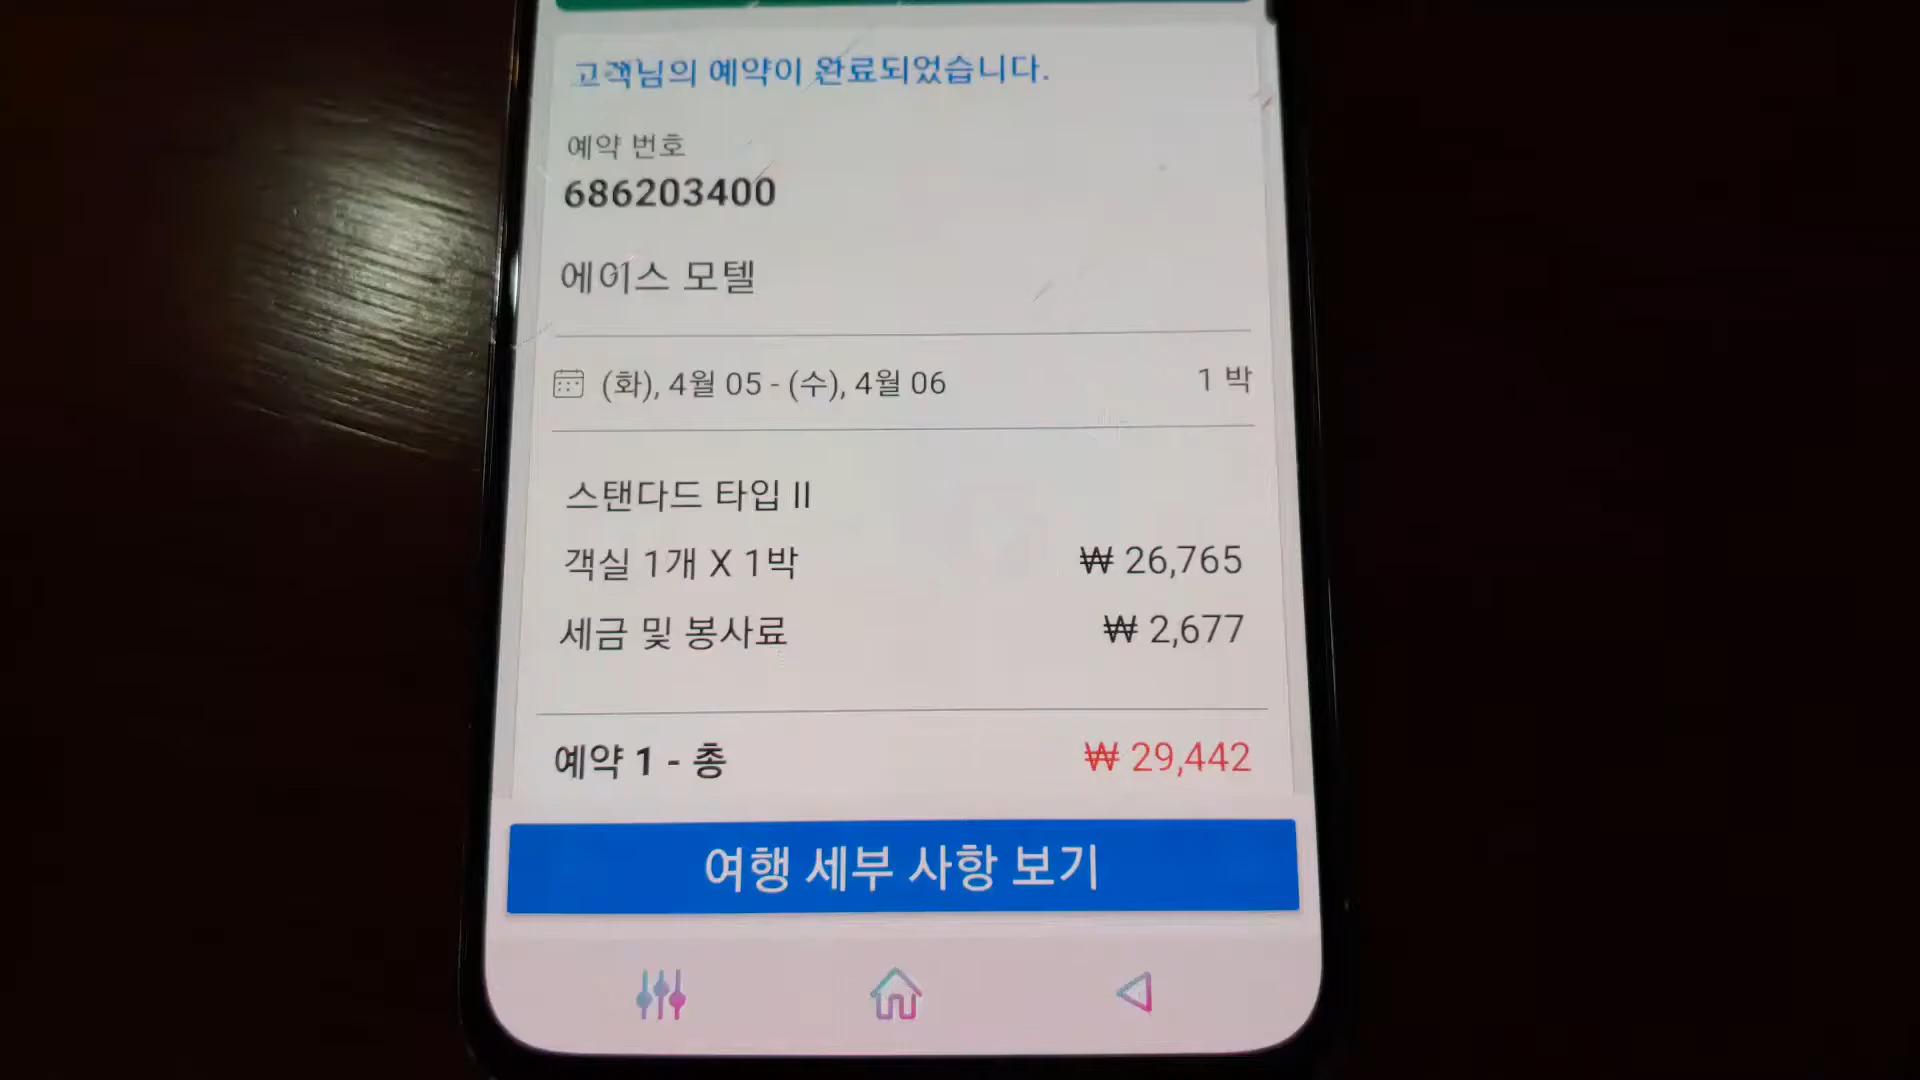 고객님의 예약이 완료되었습니다.
예약 번호
686203400
에이스 모텔
(화), 4월 05 - (수), 4월 06 1 박
스탠다드 타입 II
객실 1개 X 1박 ₩ 26,765
세금 및 봉사료 ₩ 2,677
예약 1 - 총 ₩ 29,442
여행 세부 사항 보기